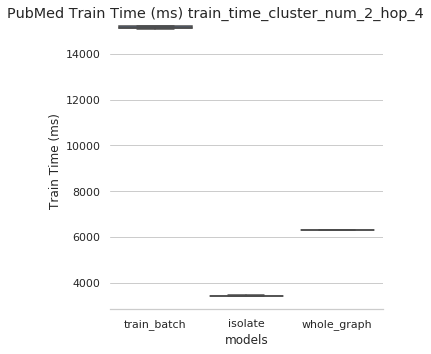 PubMed Train Time (ms) train_time_cluster_num_2_hop_4
14000
12000
10000
8000
6000
4000
Train Time (ms)
train_batch isolate whole_graph
models